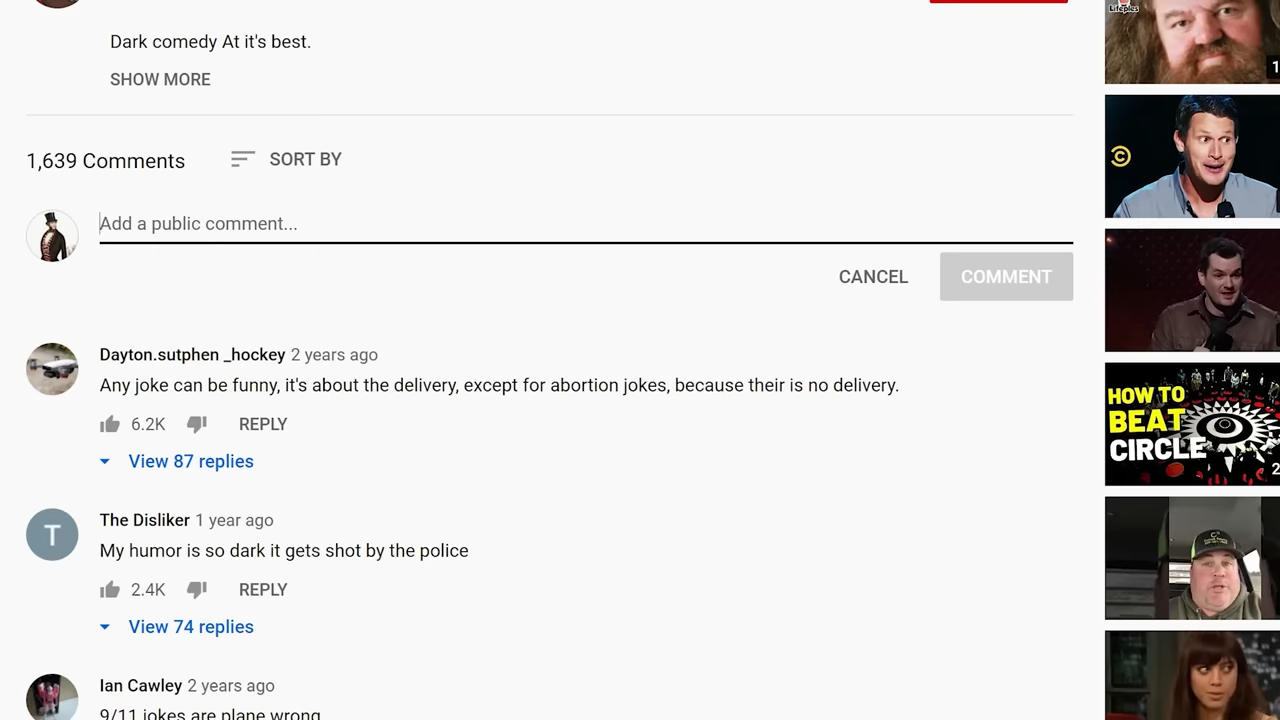 Lifeples
1
Dark comedy At it's best.
SHOW MORE
1,639 Comments
SORT BY
Add a public comment...
CANCEL
COMMENT
Dayton.sutphen _hockey 2 years ago
Any joke can be funny, it's about the delivery, except for abortion jokes, because their is no delivery.
6.2K
REPLY
View 87 replies
The Disliker 1 year ago
T
My humor is so dark it gets shot by the police
2.4K
REPLY
View 74 replies
Ian Cawley 2 years ago
9/11 jokes are plane wrong
HOW TO
BEAT
CIRCLE
2